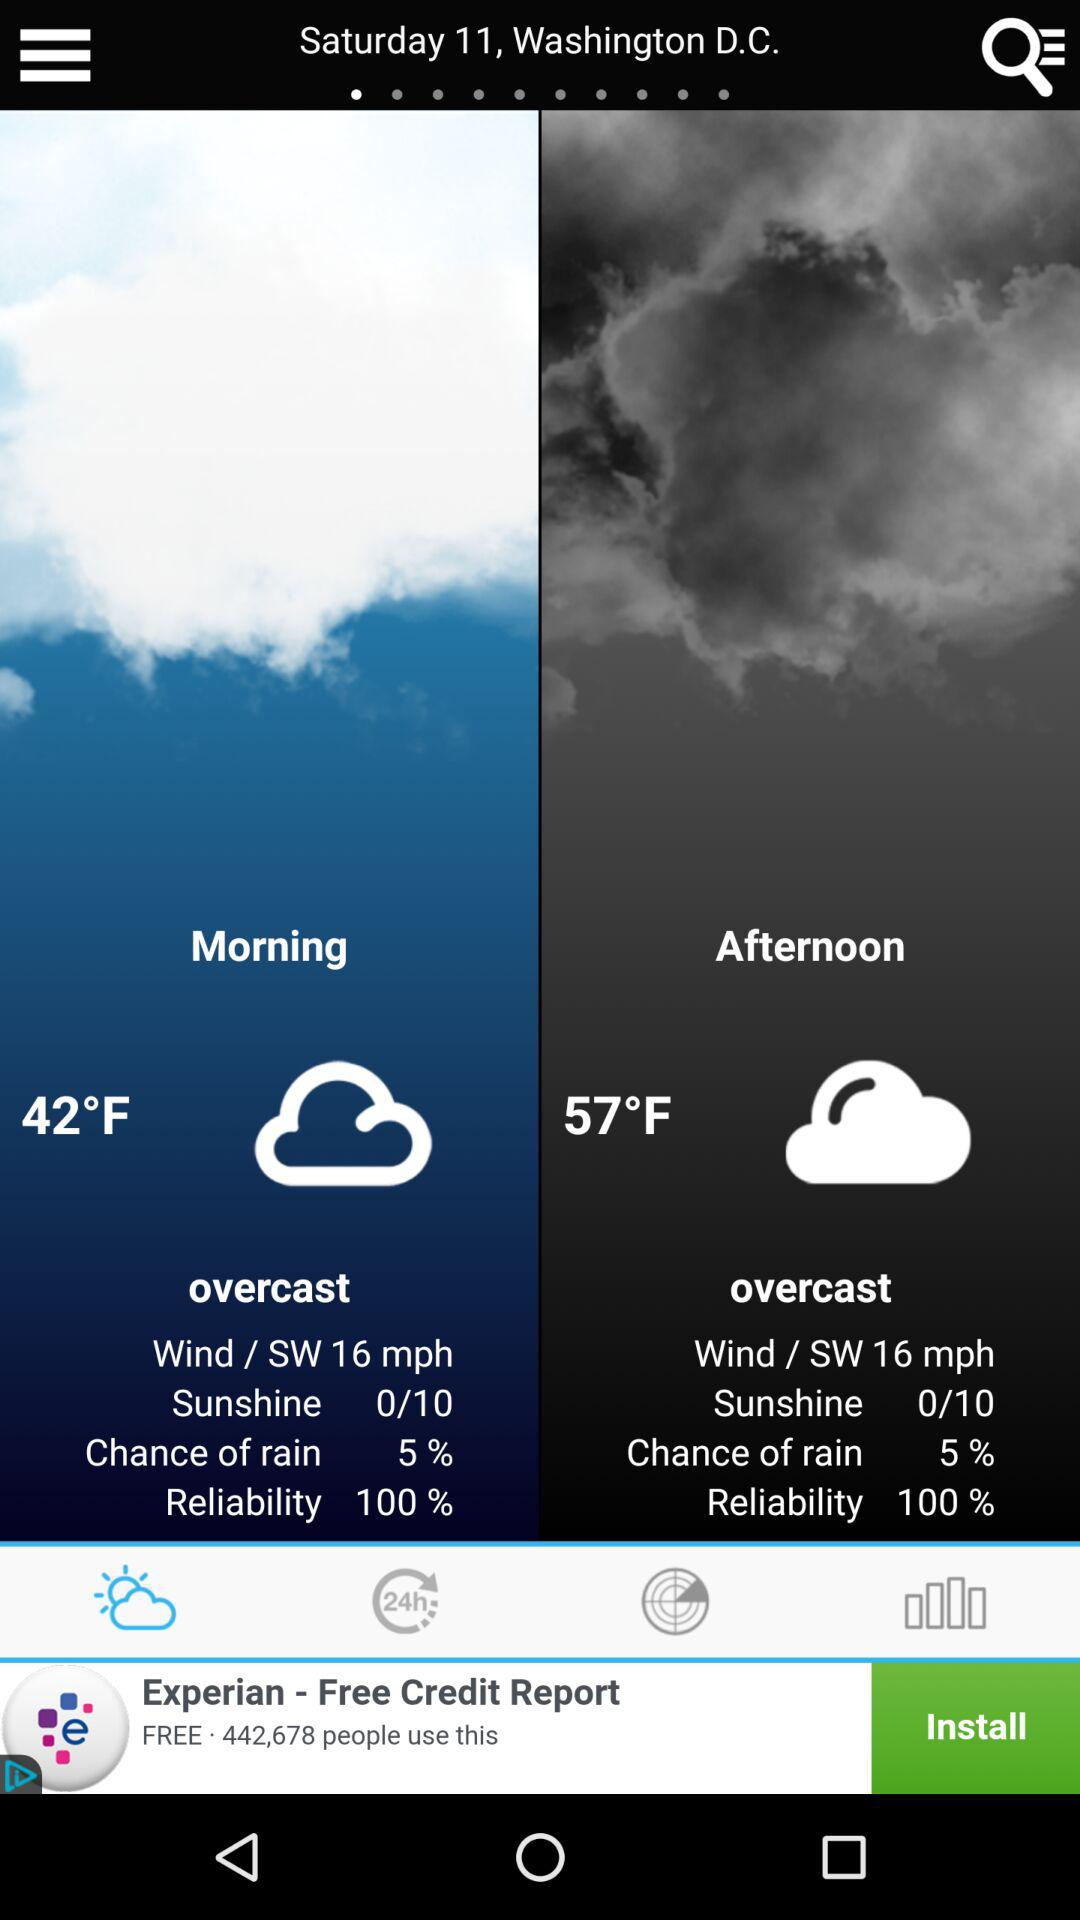 Saturday 11, Washington D.C.
Morning
42°F
overcast
Wind / SW 16 mph
Sunshine 0/10
Chance of rain 5 %
Reliability 100 %
Afternoon
57°F
overcast
Wind / SW 16 mph
Sunshine 0/10
Chance of rain 5 %
Reliability 100 %
24h
e
Experian - Free Credit Report
FREE · 442,678 people use this
Install